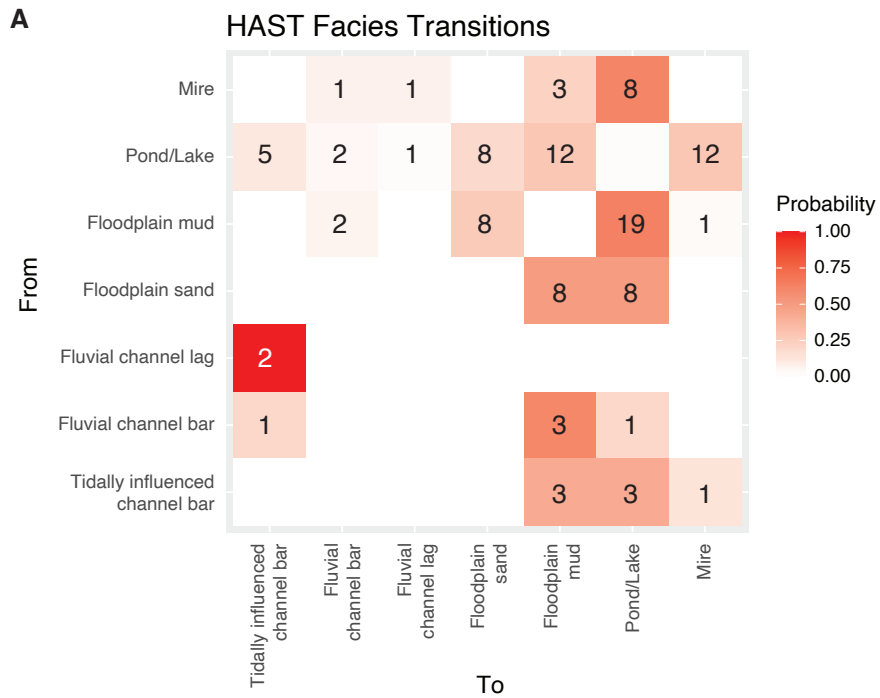 A
HAST Facies Transitions
Mire
1 1 3 8
Pond/Lake
5 2 1 8 12 12
Floodplain mud
2 8 19 1
Floodplain sand
8 8
Fluvial channel lag
2
Fluvial channel bar
1 3 1
Tidally influenced
channel bar
3 3 1
From
Tidally influenced
channel bar
Fluvial
channel bar
Fluvial
channel lag
Floodplain
sand
Floodplain
mud
Pond/Lake
Mire
To
Probability
1.00
0.75
0.50
0.25
0.00